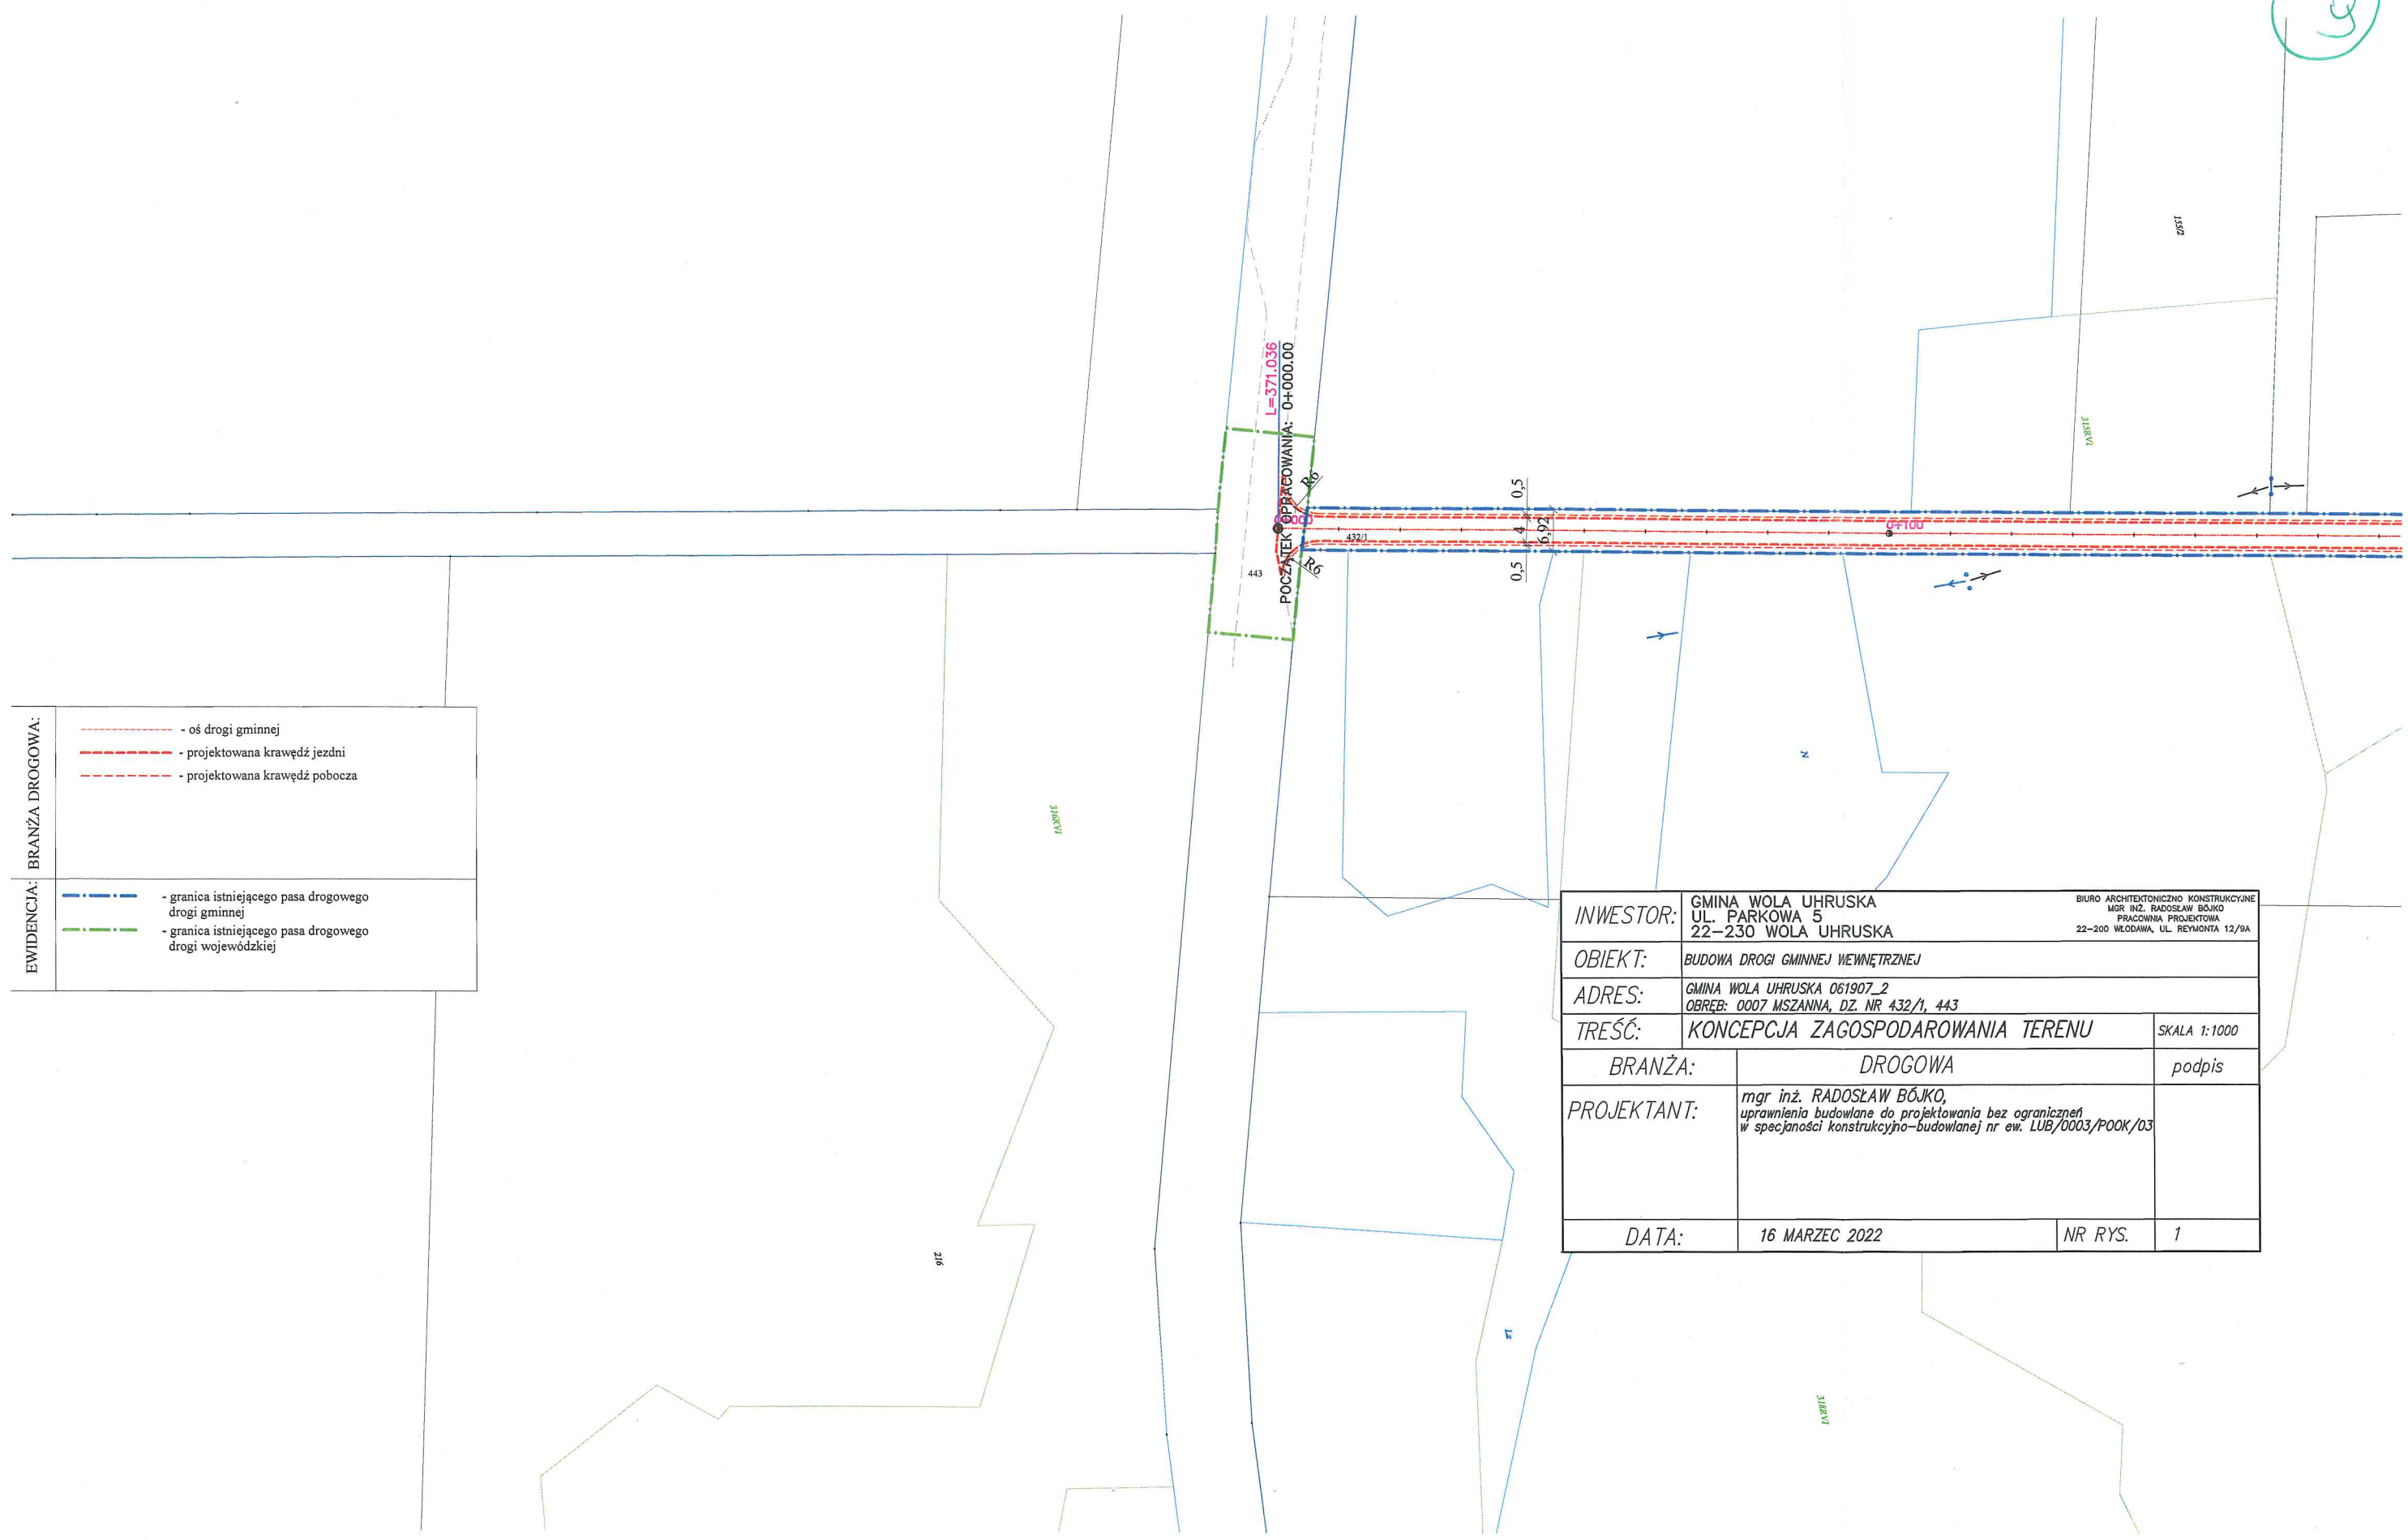 155/2
315RVI
L=371.036
POCZĄTEK OPRACOWANIA: 0+000.00
R6
R6
432/1
443
0,5
4
6,92
0,5
0+100
N
BRANŻA DROGOWA:
- oś drogi gminnej
- projektowana krawędź jezdni
- projektowana krawędź pobocza
EWIDENCJA:
- granica istniejącego pasa drogowego
drogi gminnej
- granica istniejącego pasa drogowego
drogi wojewódzkiej
316RVI
216
Lz
318RVI
INWESTOR:
GMINA WOLA UHRUSKA
UL. PARKOWA 5
22-230 WOLA UHRUSKA
BIURO ARCHITEKTONICZNO KONSTRUKCYJNE
MGR INŻ. RADOSŁAW BÓJKO
PRACOWNIA PROJEKTOWA
22-200 WŁODAWA, UL. REYMONTA 12/9A
OBIEKT: BUDOWA DROGI GMINNEJ WEWNĘTRZNEJ
ADRES:
GMINA WOLA UHRUSKA 061907_2
OBRĘB: 0007 MSZANNA, DZ. NR 432/1, 443
TREŚĆ: KONCEPCJA ZAGOSPODAROWANIA TERENU SKALA 1:1000
BRANŻA: DROGOWA podpis
PROJEKTANT:
mgr inż. RADOSŁAW BÓJKO,
uprawnienia budowlane do projektowania bez ograniczneń
w specjaności konstrukcyjno-budowlanej nr ew. LUB/0003/POOK/03
DATA: 16 MARZEC 2022 NR RYS. 1